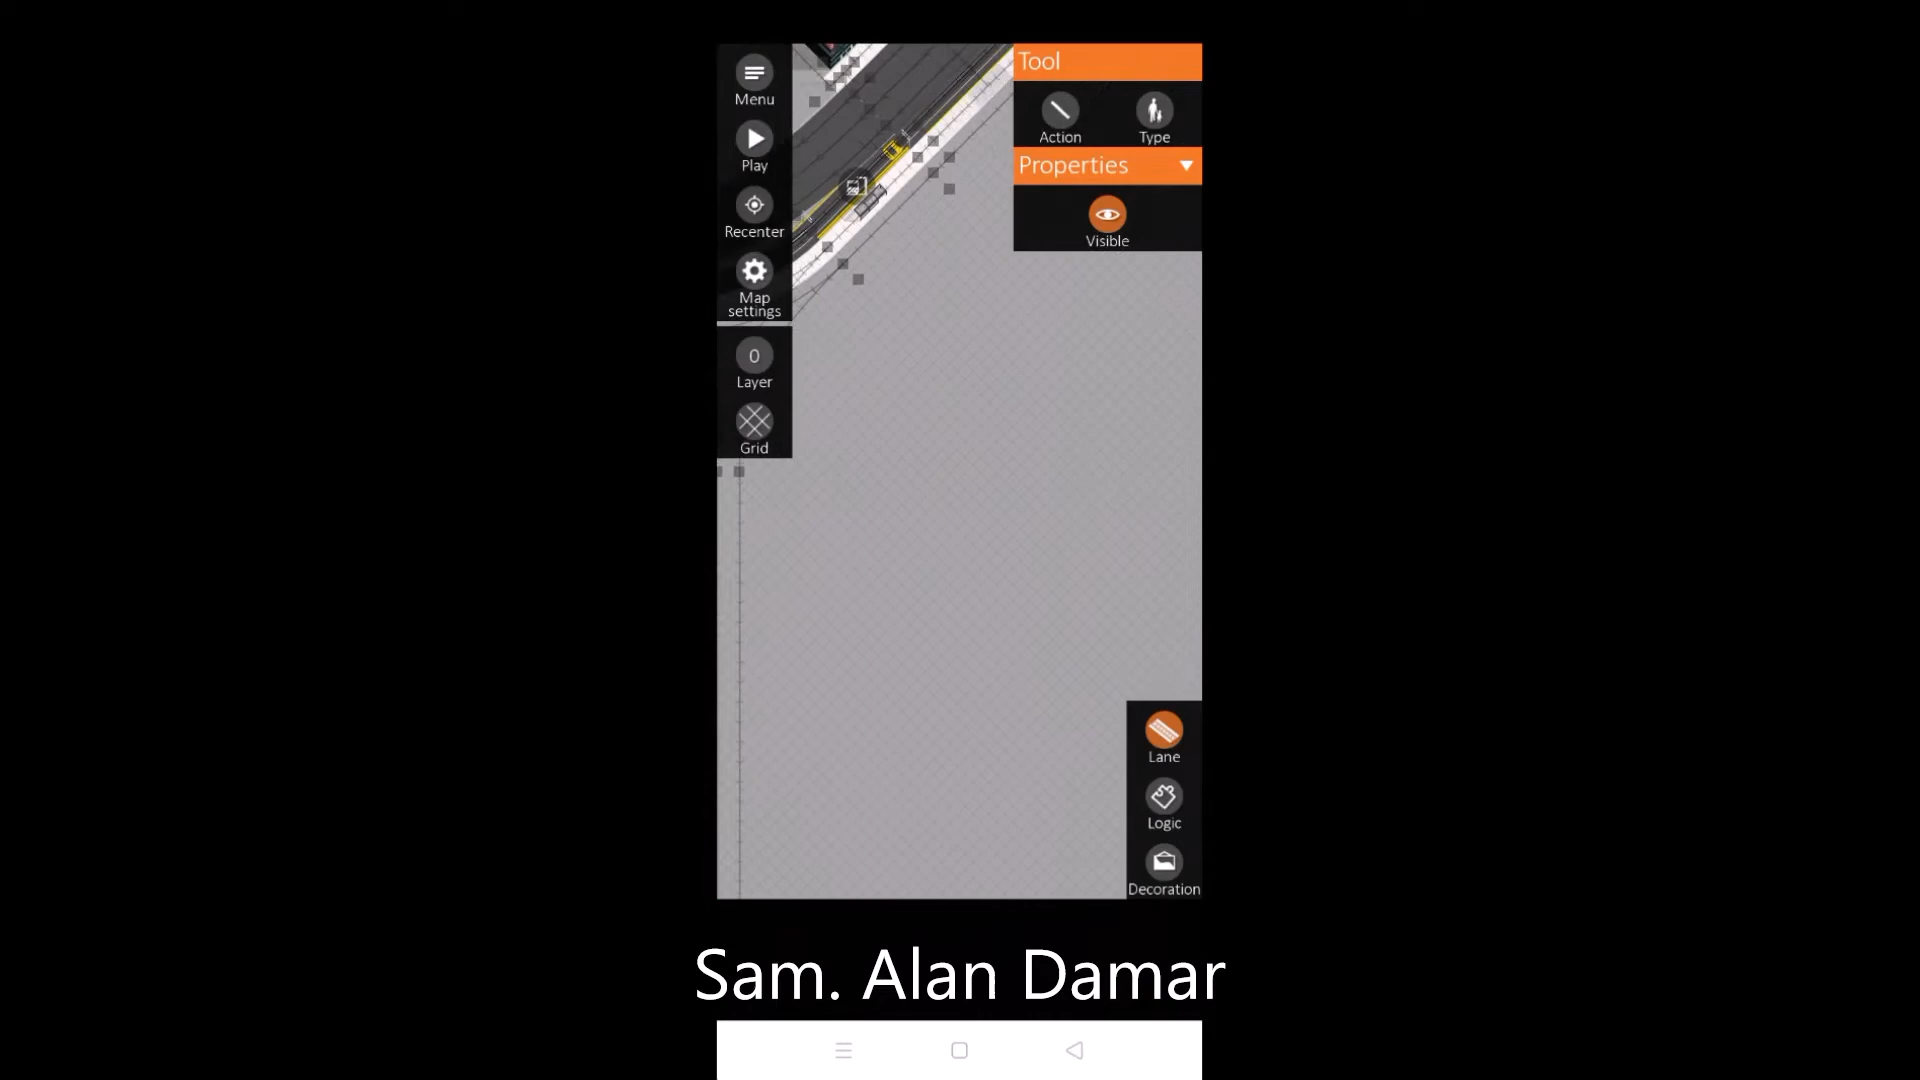 Menu
Play
Recenter
Map
settings
0
Layer
Grid
Tool
Action
Type
Properties
Visible
Lane
Logic
Decoration
Sam. Alan Damar